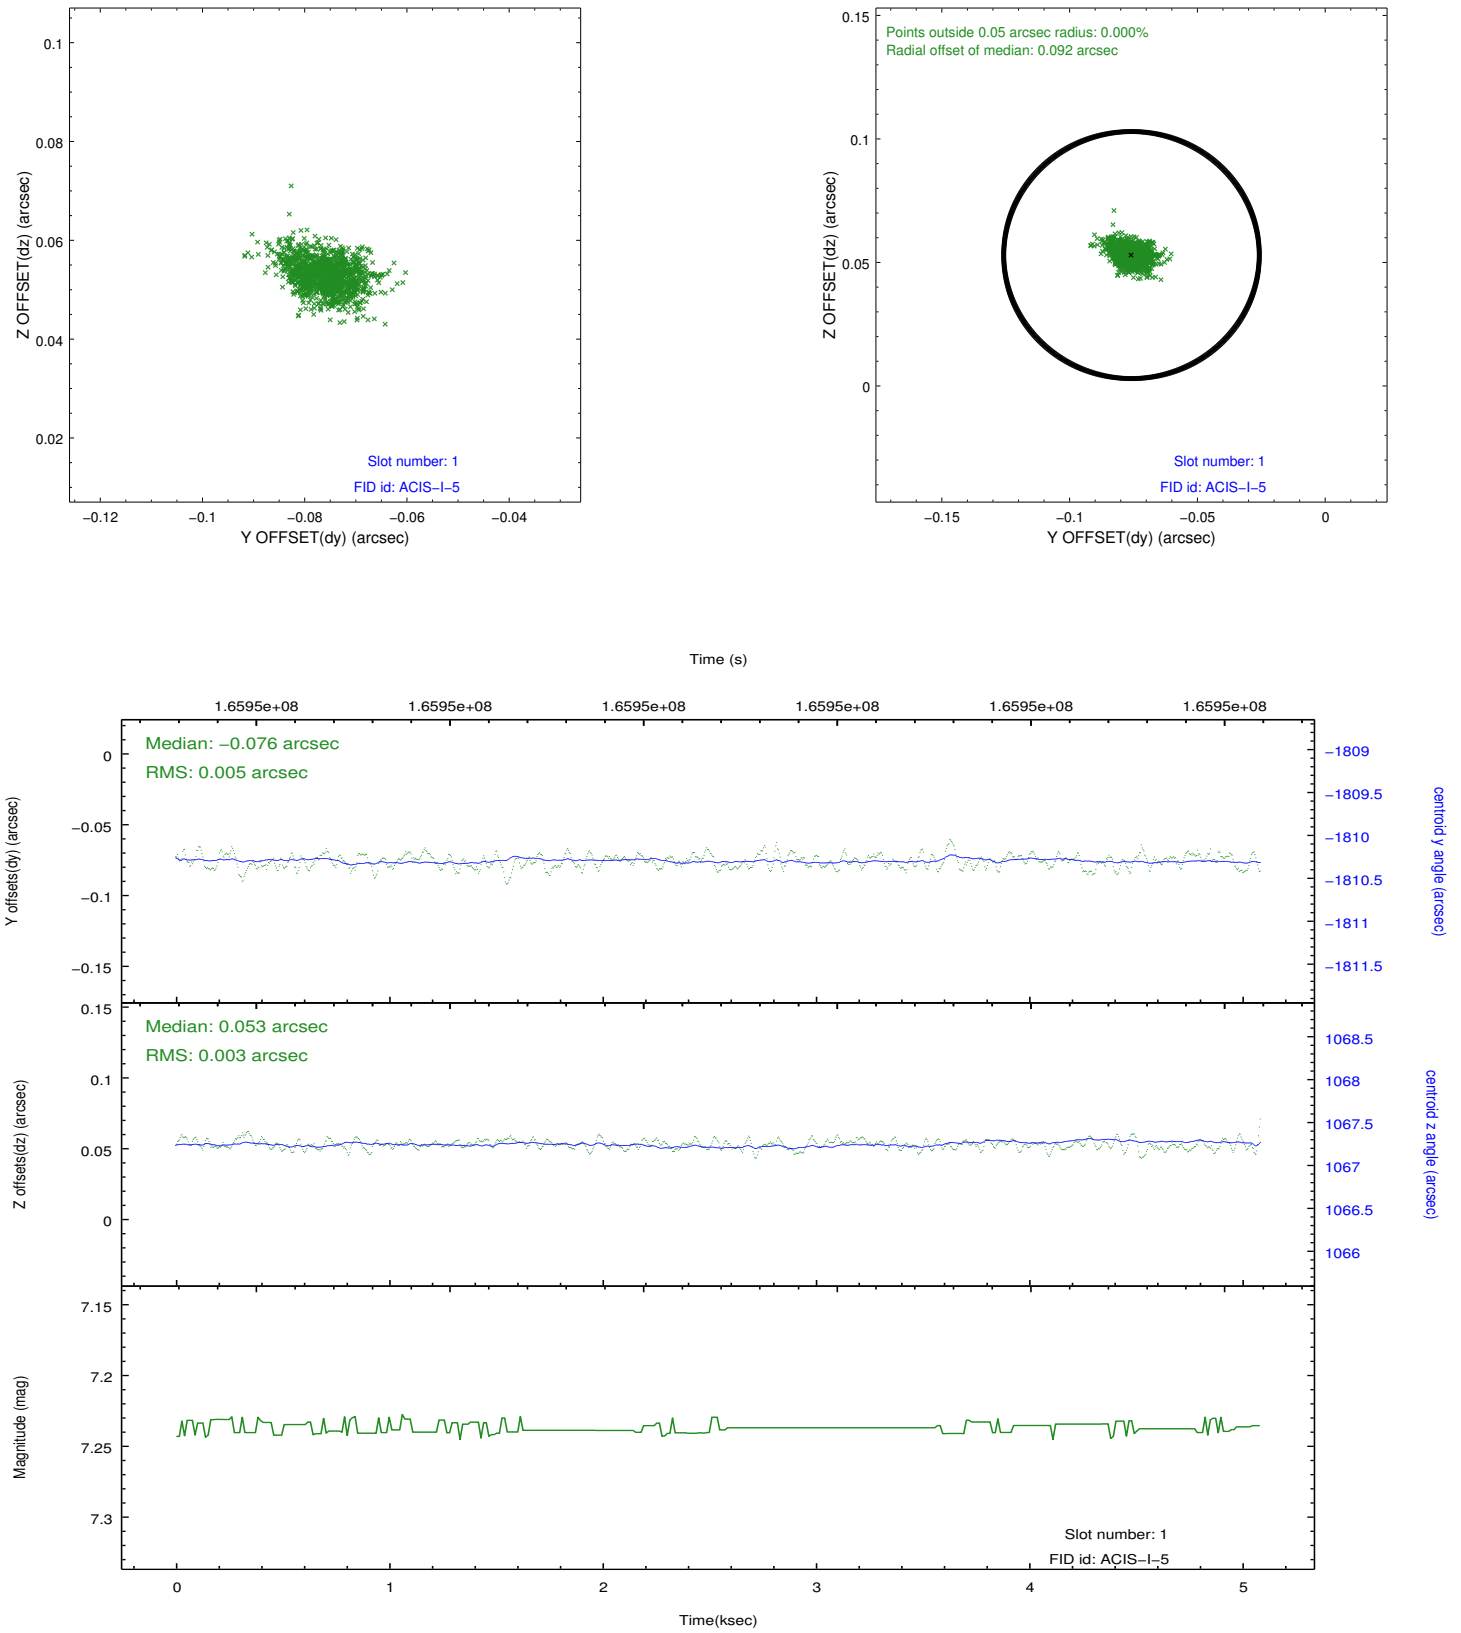 0.1
0.08
0.06
0.04
0.02
Z OFFSET(dz) (arcsec)
Slot number: 1
FID id: ACIS−I−5
−0.12 −0.1 −0.08 −0.06 −0.04
Y OFFSET(dy) (arcsec)
0.15
0.1
0.05
0
Z OFFSET(dz) (arcsec)
Points outside 0.05 arcsec radius: 0.000%
Radial offset of median: 0.092 arcsec
Slot number: 1
FID id: ACIS−I−5
−0.15 −0.1 −0.05 0
Y OFFSET(dy) (arcsec)
Time (s)
1.6595e+08 1.6595e+08 1.6595e+08 1.6595e+08 1.6595e+08 1.6595e+08
Median: −0.076 arcsec
RMS: 0.005 arcsec
0
−0.05
−0.1
−0.15
Y offsets(dy) (arcsec)
−1809
−1809.5
−1810
−1810.5
−1811
−1811.5
centroid y angle (arcsec)
Median: 0.053 arcsec
RMS: 0.003 arcsec
0.15
0.1
0.05
0
Z offsets(dz) (arcsec)
1068.5
1068
1067.5
1067
1066.5
1066
centroid z angle (arcsec)
7.15
7.2
7.25
7.3
Magnitude (mag)
Slot number: 1
FID id: ACIS−I−5
0 1 2 3 4 5
Time(ksec)